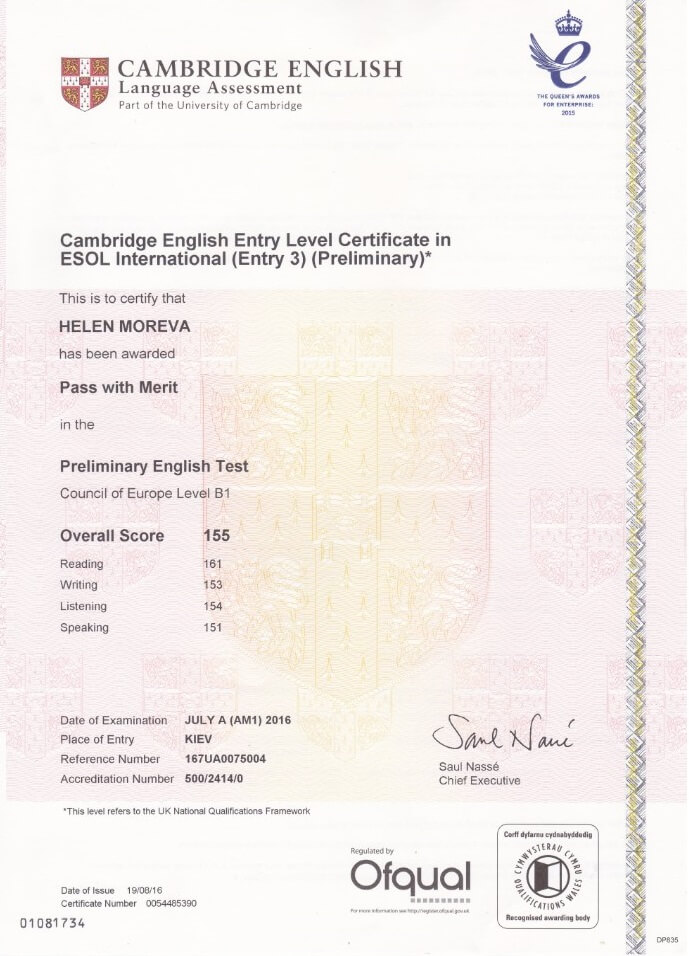 CAMBRIDGE ENGLISH
Language Assessment
Part of the University of Cambridge
THE QUEEN'S AWARDS
FOR ENTERPRISE:
2015
Cambridge English Entry Level Certificate in
ESOL International (Entry 3) (Preliminary)*
This is to certify that
HELEN MOREVA
has been awarded
Pass with Merit
in the
Preliminary English Test
Council of Europe Level B1
Overall Score 155
Reading 161
Writing 153
Listening 154
Speaking 151
Date of Examination JULY A (AM1) 2016
Place of Entry KIEV
Reference Number 167UA0075004
Accreditation Number 500/2414/0
Saul Nassé
Saul Nassé
Chief Executive
*This level refers to the UK National Qualifications Framework
Regulated by
Ofqual
For more information see http://register.ofqual.gov.uk
Corff dyfarnu cydnabyddedig
CYMWYSTERAU CYMRU
QUALIFICATIONS WALES
Recognised awarding body
Date of Issue 19/08/16
Certificate Number 0054485390
01081734
DP835